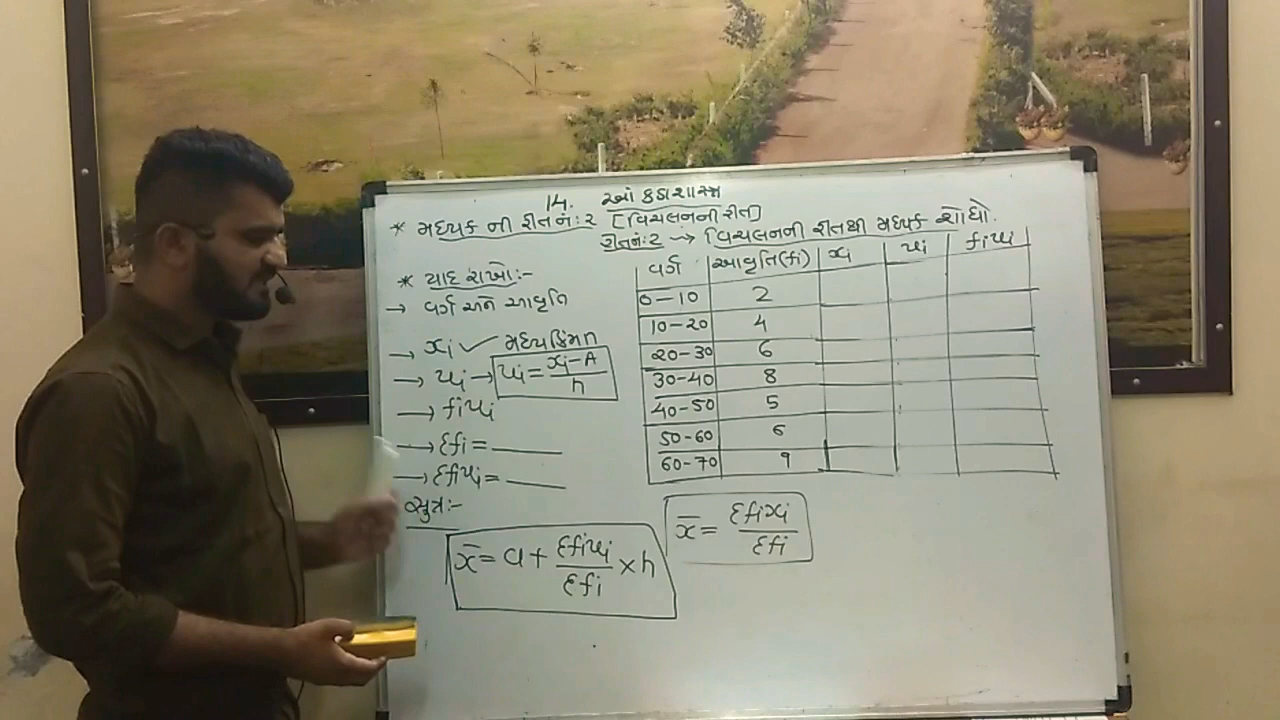 14. આંકડાશાસ્ત્ર
* મધ્યક ની રીત નં:૨ [વિચલનની રીત]
રીતનં:૨ → વિચલનની રીતથી મધ્યક શોધો.
* યાદ રાખો:-
→ વર્ગ અને આવૃતિ
→ xi ✓ મધ્યકિંમત
→ ui → ui = xi-A / h
→ fiui
→ Σfi = ____
→ Σfiui = ____
સુત્ર:-
x̄ = a + Σfiui / Σfi × h
વર્ગ આવૃતિ(fi) xi ui fiui
0-10 2
10-20 4
20-30 6
30-40 8
40-50 5
50-60 6
60-70 9
x̄ = Σfixi / Σfi